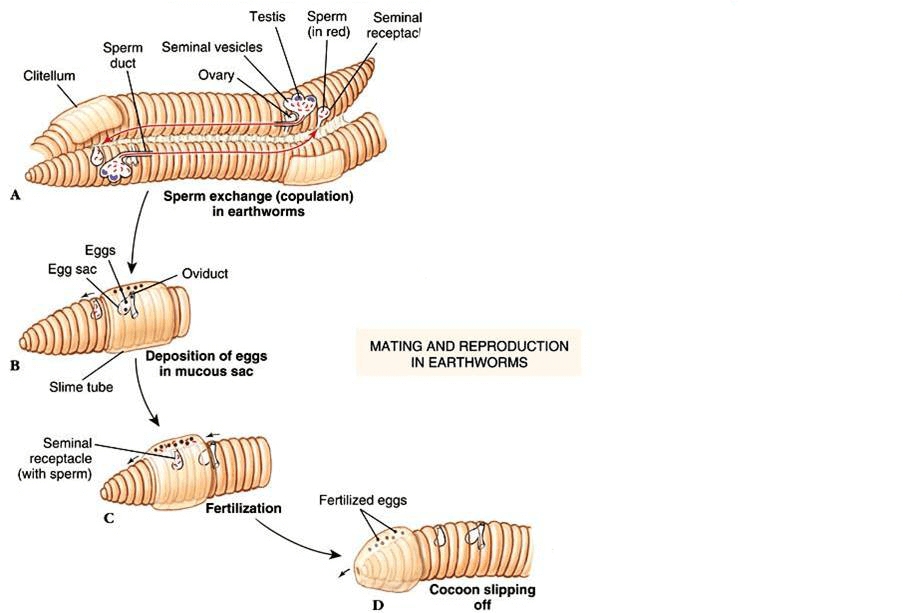 Testis
Sperm
(in red)
Seminal
receptacl
Seminal vesicles
Sperm
duct
Ovary
Clitellum
A
Sperm exchange (copulation)
in earthworms
Eggs
Egg sac
Oviduct
B
Deposition of eggs
in mucous sac
Slime tube
MATING AND REPRODUCTION
IN EARTHWORMS
Seminal
receptacle
(with sperm)
C
Fertilization
Fertilized eggs
D
Cocoon slipping
off